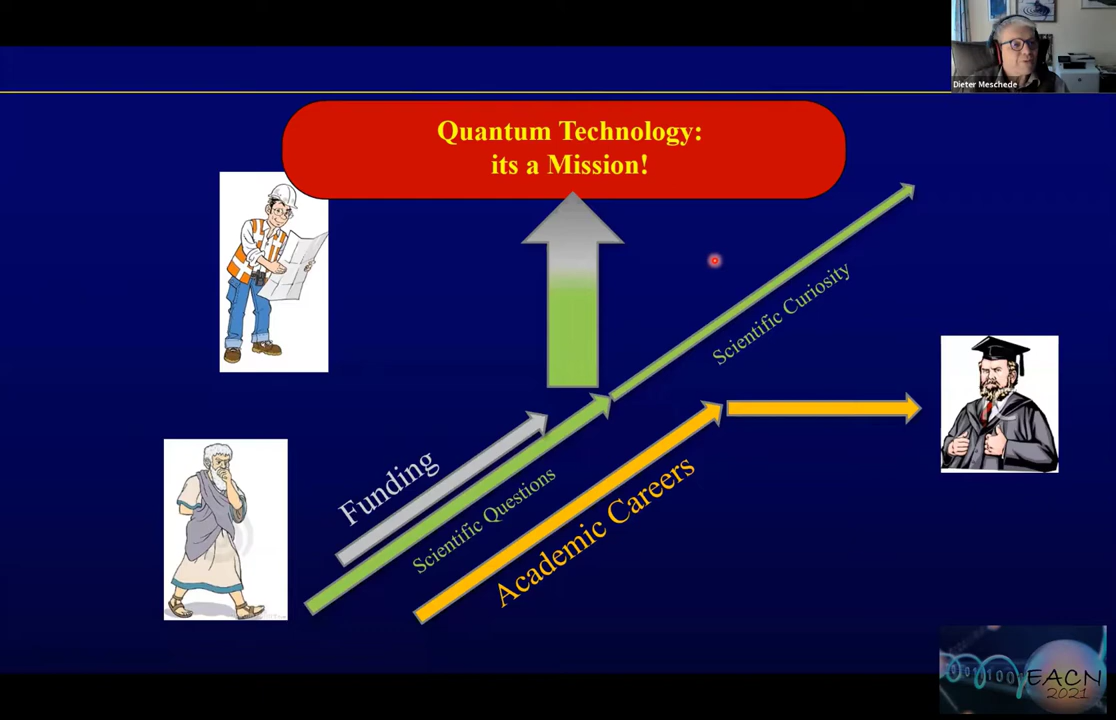 Dieter Meschede
Quantum Technology:
its a Mission!
Scientific Curiosity
Funding
Scientific Questions
Academic Careers
EACN
2021